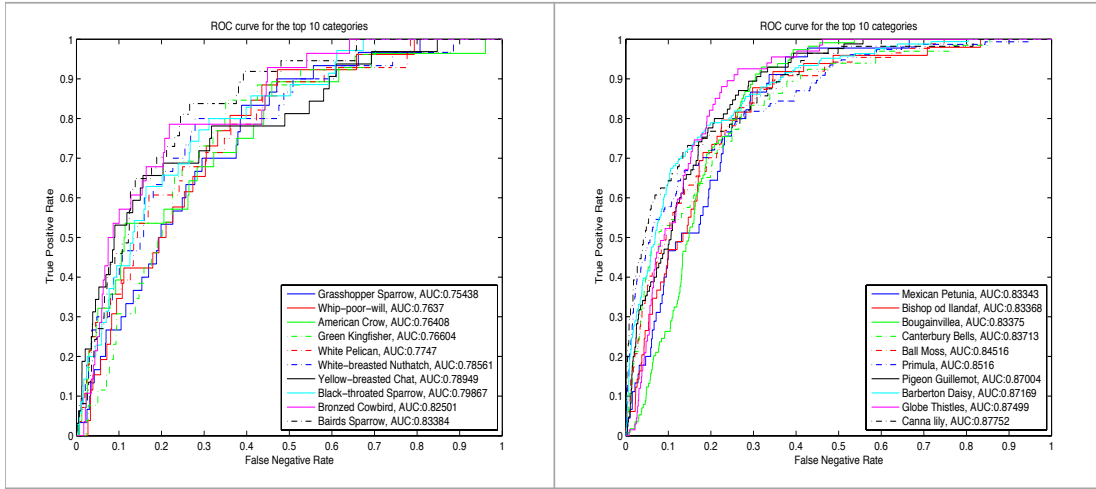 ROC curve for the top 10 categories
True Positive Rate
1
0.9
0.8
0.7
0.6
0.5
0.4
0.3
0.2
0.1
0
Grasshopper Sparrow, AUC:0.75438
Whip-poor-will, AUC:0.7637
American Crow, AUC:0.76408
Green Kingfisher, AUC:0.76604
White Pelican, AUC:0.7747
White-breasted Nuthatch, AUC:0.78561
Yellow-breasted Chat, AUC:0.78949
Black-throated Sparrow, AUC:0.79867
Bronzed Cowbird, AUC:0.82501
Bairds Sparrow, AUC:0.83384
0 0.1 0.2 0.3 0.4 0.5 0.6 0.7 0.8 0.9 1
False Negative Rate
ROC curve for the top 10 categories
True Positive Rate
1
0.9
0.8
0.7
0.6
0.5
0.4
0.3
0.2
0.1
0
Mexican Petunia, AUC:0.83343
Bishop od llandaf, AUC:0.83368
Bougainvillea, AUC:0.83375
Canterbury Bells, AUC:0.83713
Ball Moss, AUC:0.84516
Primula, AUC:0.8516
Pigeon Guillemot, AUC:0.87004
Barberton Daisy, AUC:0.87169
Globe Thistles, AUC:0.87499
Canna lily, AUC:0.87752
0 0.1 0.2 0.3 0.4 0.5 0.6 0.7 0.8 0.9 1
False Negative Rate